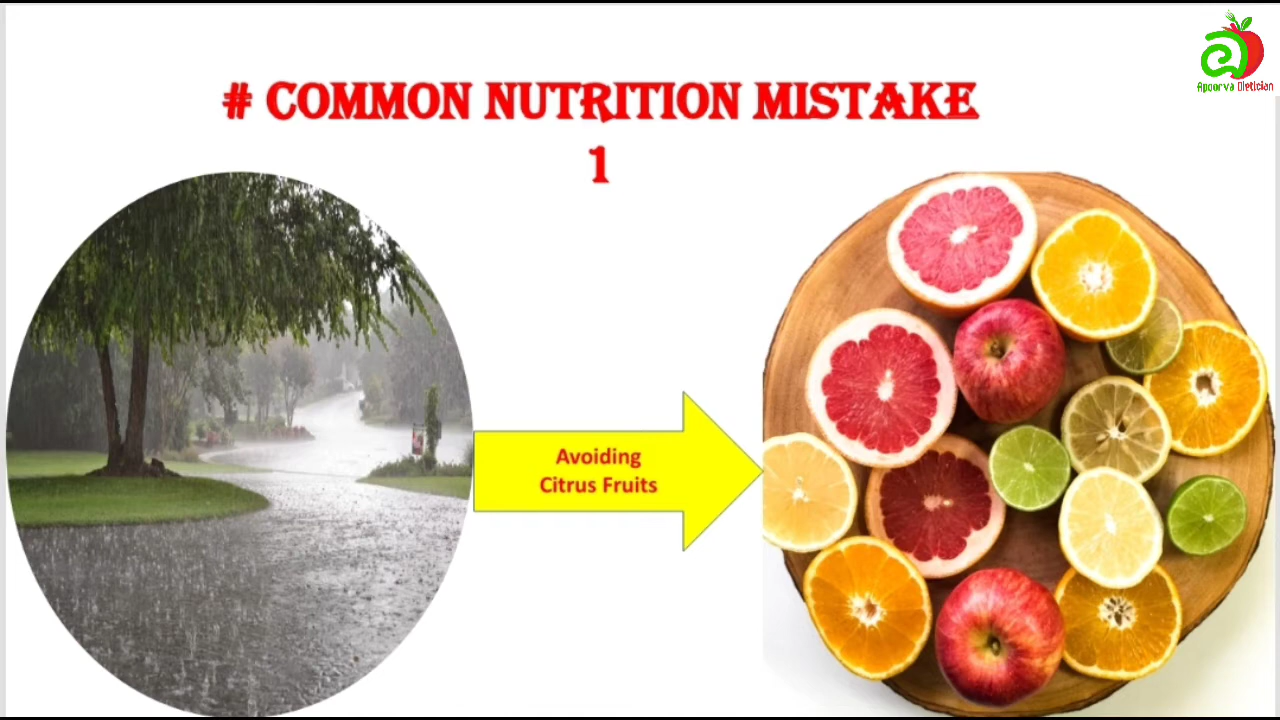 Apoorva Dietician
# COMMON NUTRITION MISTAKE
1
Avoiding
Citrus Fruits